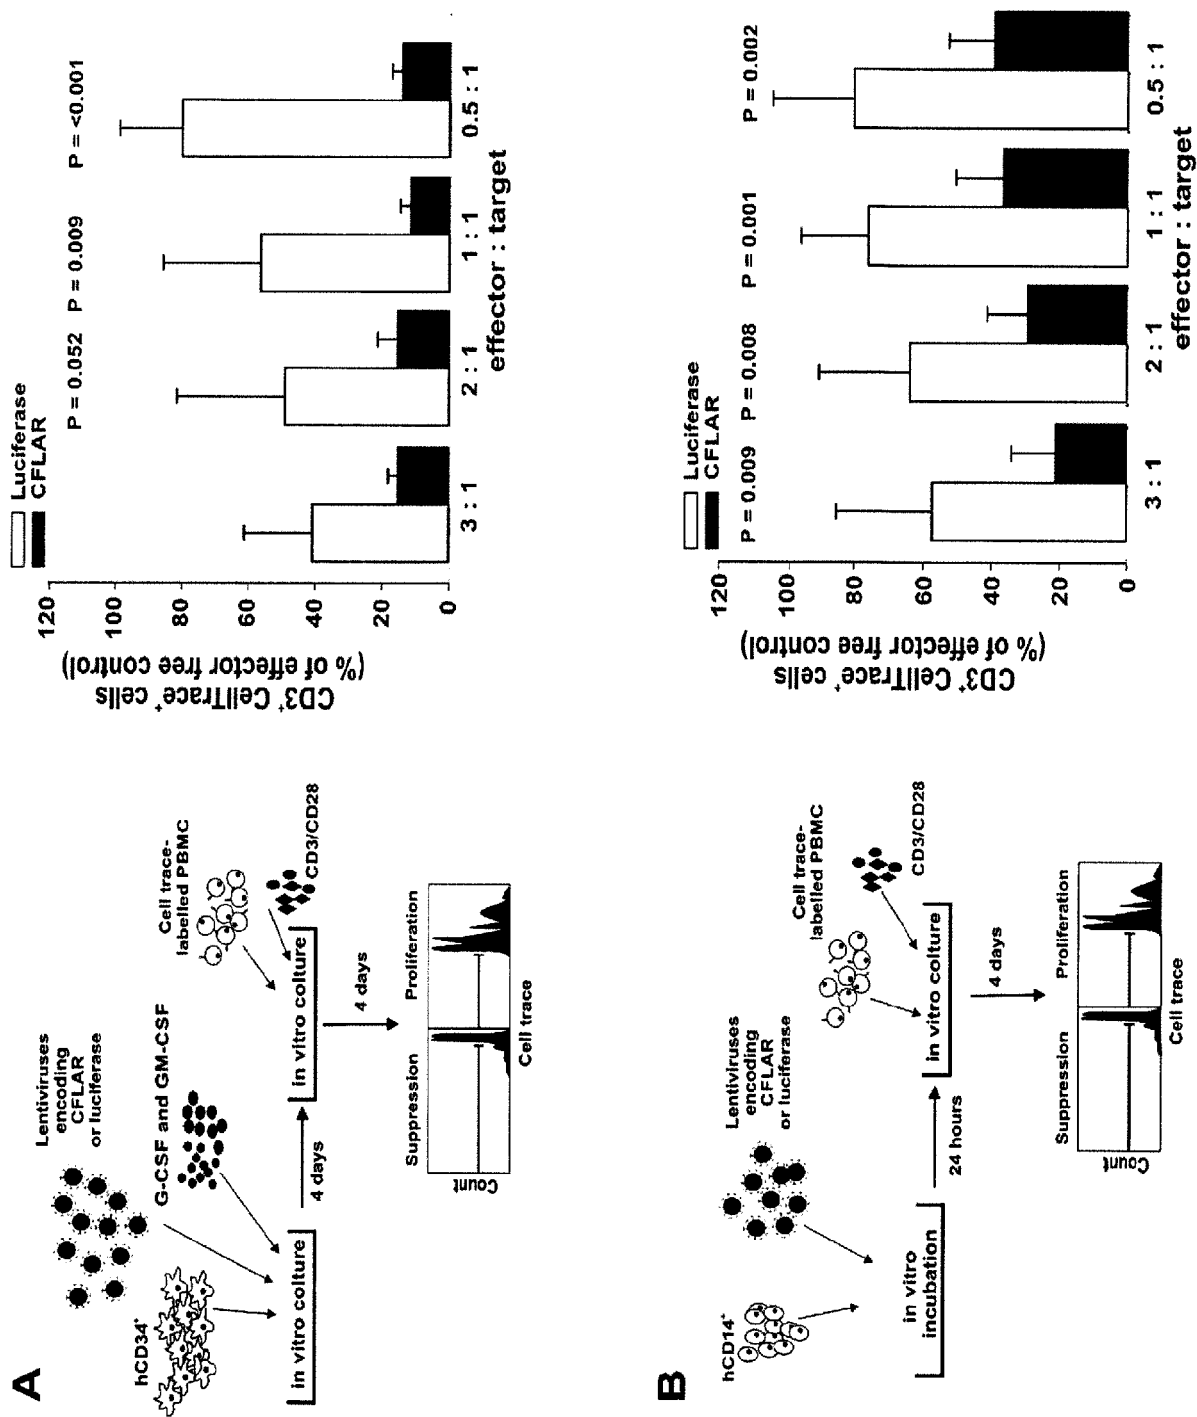 A
hCD34+
Lentiviruses
encoding
CFLAR
or luciferase
G-CSF and GM-CSF
in vitro colture
4 days
Cell trace-
labelled PBMC
CD3/CD28
in vitro colture
4 days
Suppression
Proliferation
Count
Cell trace
Luciferase
CFLAR
P = 0.052
P = 0.009
P = <0.001
CD3+ CellTrace+ cells
(% of effector free control)
120
100
80
60
40
20
0
3 : 1
2 : 1
1 : 1
0.5 : 1
effector : target
B
hCD14+
Lentiviruses
encoding
CFLAR
or luciferase
in vitro
incubation
24 hours
Cell trace-
labelled PBMC
CD3/CD28
in vitro colture
4 days
Suppression
Proliferation
Count
Cell trace
Luciferase
CFLAR
P = 0.009
P = 0.008
P = 0.001
P = 0.002
CD3+ CellTrace+ cells
(% of effector free control)
120
100
80
60
40
20
0
3 : 1
2 : 1
1 : 1
0.5 : 1
effector : target